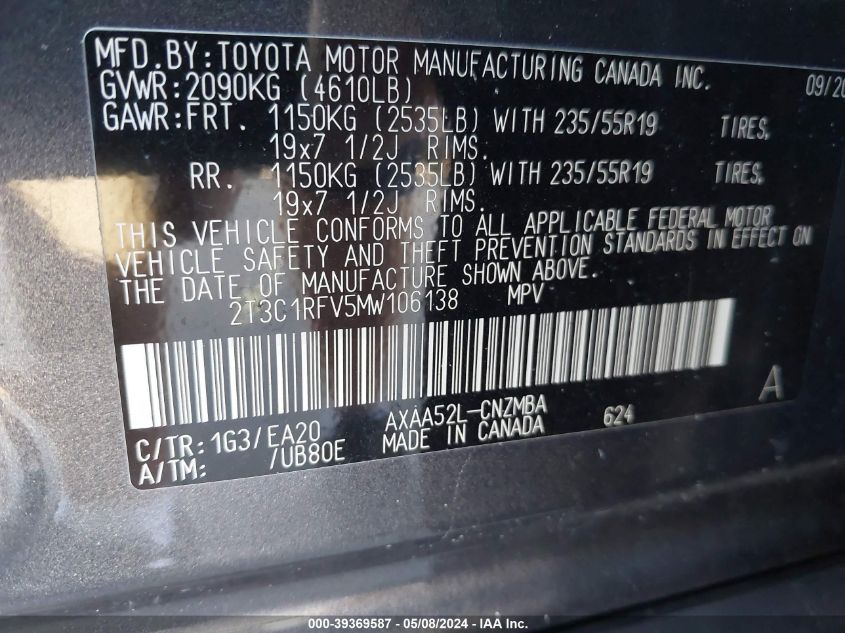 MFD. BY: TOYOTA MOTOR MANUFACTURING CANADA INC. 09/20
GVWR: 2090KG (4610LB)
GAWR: FRT. 1150KG (2535LB) WITH 235/55R19 TIRES,
19x7 1/2J RIMS.
RR. 1150KG (2535LB) WITH 235/55R19 TIRES,
19x7 1/2J RIMS.
THIS VEHICLE CONFORMS TO ALL APPLICABLE FEDERAL MOTOR
VEHICLE SAFETY AND THEFT PREVENTION STANDARDS IN EFFECT ON
THE DATE OF MANUFACTURE SHOWN ABOVE.
2T3C1RFV5MW106138 MPV
A
C/TR: 1G3/EA20 AXAA52L-CNZMBA 624
A/TM: /UB80E MADE IN CANADA
000-39369587 - 05/08/2024 - IAA Inc.